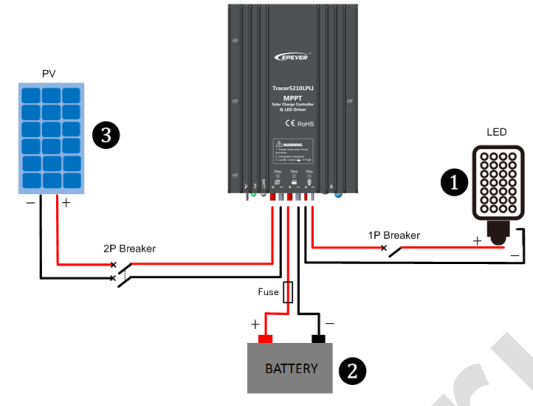 EPEVER
Tracer5210LPLI
MPPT
Solar Charge Controller
& LED Driver
CE RoHS
WARNING
PV
3
LED
1
− +
2P Breaker
1P Breaker
+
−
Fuse
+ −
BATTERY
2